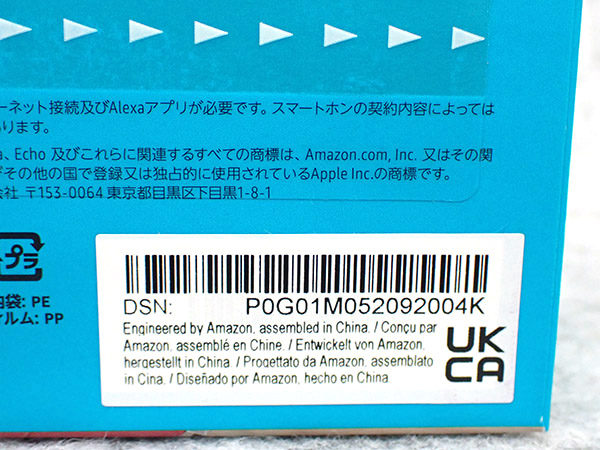 ーネット接続及びAlexaアプリが必要です。スマートホンの契約内容によっては
あります。
a、Echo 及びこれらに関連するすべての商標は、Amazon.com, Inc. 又はその関
びその他の国で登録又は独占的に使用されているApple Inc.の商標です。
会社 〒153-0064 東京都目黒区下目黒1-8-1
プラ
内袋: PE
ィルム: PP
DSN: P0G01M052092004K
Engineered by Amazon, assembled in China. / Conçu par
Amazon, assemblé en Chine. / Entwickelt von Amazon,
hergestellt in China. / Progettato da Amazon, assemblato
in Cina. / Diseñado por Amazon, hecho en China
UK
CA